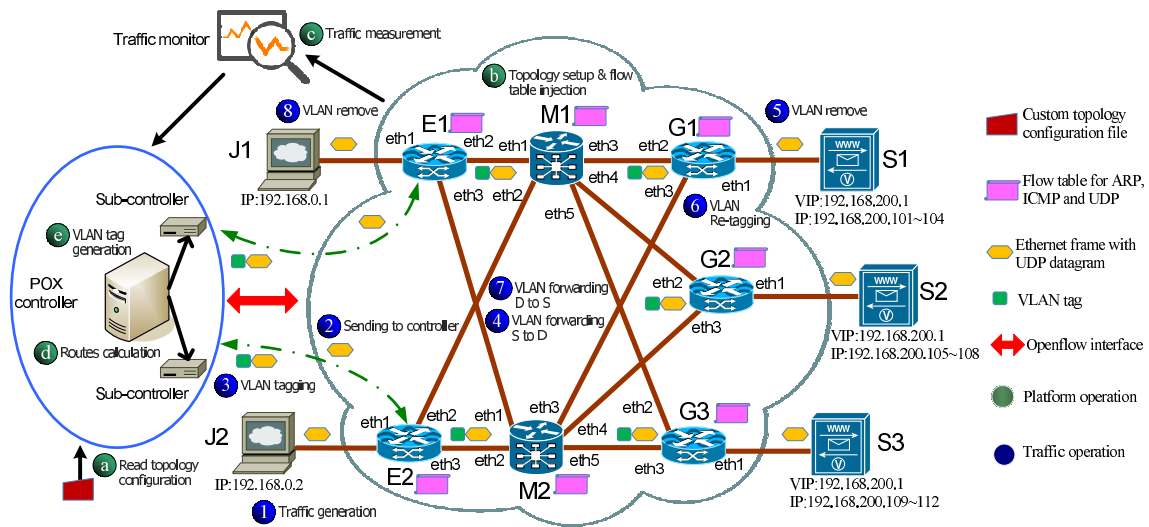 Traffic monitor
c Traffic measurement
b Topology setup & flow
table injection
8 VLAN remove
5 VLAN remove
E1
M1
G1
J1
eth1
eth2
eth1
eth3
eth2
S1
eth3
eth2
eth4
eth3
eth1
IP:192.168.0.1
eth5
6 VLAN
Re-tagging
WWW
V
VIP:192,168,200,1
IP:192,168,200,101~104
Sub-controller
e VLAN tag
generation
POX
controller
d Routes calculation
Sub-controller
G2
eth2
eth1
eth3
S2
WWW
V
VIP:192.168.200.1
IP:192.168.200.105~108
7 VLAN forwarding
D to S
4 VLAN forwarding
S to D
2 Sending to controller
3 VLAN tagging
J2
eth1
eth2
eth1
eth3
eth2
G3
eth4
S3
eth3
eth2
eth5
eth3
eth1
E2
M2
WWW
V
IP:192.168.0.2
VIP:192,168,200,1
IP:192,168,200,109~112
a Read topology
configuration
1 Traffic generation
Custom topology
configuration file
Flow table for ARP,
ICMP and UDP
Ethernet frame with
UDP datagram
VLAN tag
Openflow interface
Platform operation
Traffic operation